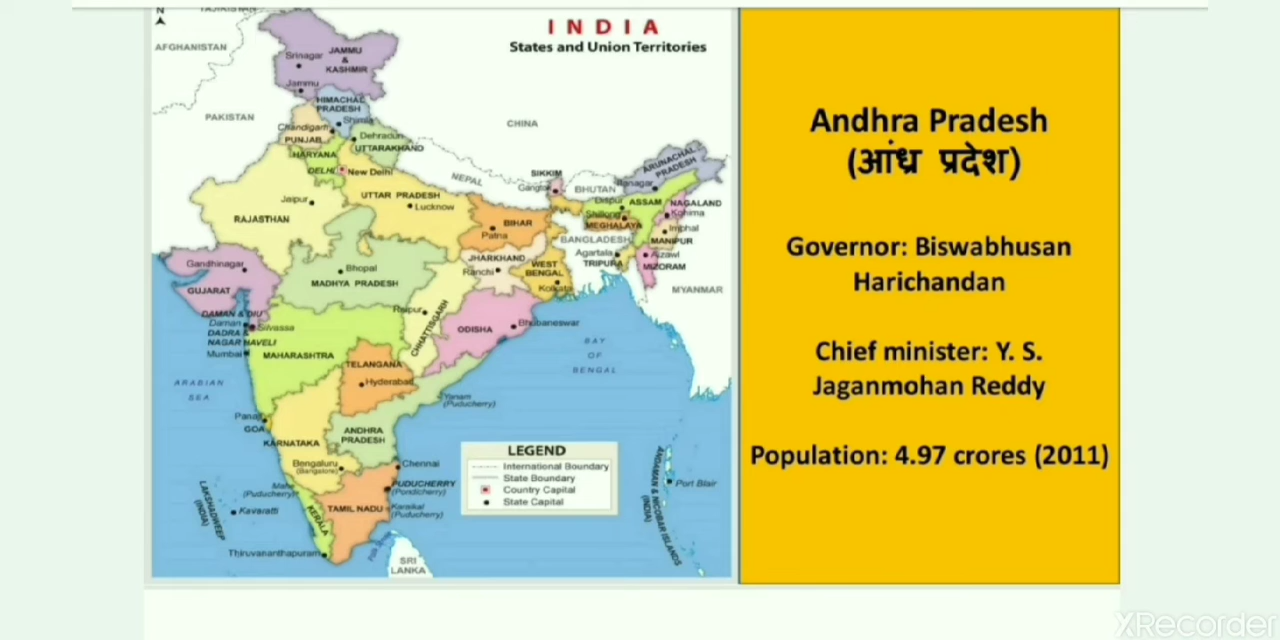 TAJIKISTAN
N
AFGHANISTAN
PAKISTAN
CHINA
NEPAL
BHUTAN
BANGLADESH
MYANMAR
SRI
LANKA
INDIA
States and Union Territories
Srinagar
JAMMU
&
KASHMIR
Jammu
HIMACHAL
PRADESH
Shimla
Chandigarh
PUNJAB
Dehradun
UTTARAKHAND
HARYANA
DELHI
New Delhi
UTTAR PRADESH
Lucknow
Jaipur
RAJASTHAN
SIKKIM
Gangtok
ARUNACHAL
PRADESH
Itanagar
Dispur
ASSAM
NAGALAND
Kohima
Shillong
MEGHALAYA
Imphal
MANIPUR
Agartala
TRIPURA
Aizawl
MIZORAM
BIHAR
Patna
JHARKHAND
Ranchi
WEST
BENGAL
Kolkata
Gandhinagar
GUJARAT
Bhopal
MADHYA PRADESH
Raipur
CHHATTISGARH
ODISHA
Bhubaneswar
DAMAN & DIU
Daman
Silvassa
DADRA &
NAGAR HAVELI
Mumbai
MAHARASHTRA
TELANGANA
Hyderabad
BAY
OF
BENGAL
ARABIAN
SEA
Yanam
(Puducherry)
Panaji
GOA
KARNATAKA
ANDHRA
PRADESH
Bengaluru
(Bangalore)
Chennai
Mahe
(Puducherry)
PUDUCHERRY
(Pondicherry)
TAMIL NADU
Karaikal
(Puducherry)
KERALA
LAKSHADWEEP
(INDIA)
Kavaratti
Thiruvananthapuram
ANDAMAN & NICOBAR ISLANDS
(INDIA)
Port Blair
LEGEND
International Boundary
State Boundary
Country Capital
State Capital
Andhra Pradesh
(आंध्र प्रदेश)
Governor: Biswabhusan
Harichandan
Chief minister: Y. S.
Jaganmohan Reddy
Population: 4.97 crores (2011)
XRecorder